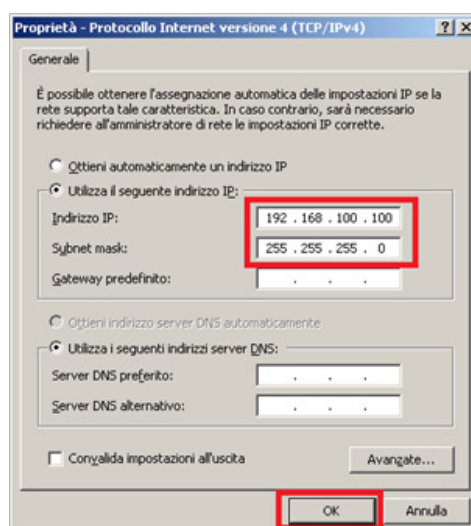 Proprietà - Protocollo Internet versione 4 (TCP/IPv4)
Generale
È possibile ottenere l'assegnazione automatica delle impostazioni IP se la
rete supporta tale caratteristica. In caso contrario, sarà necessario
richiedere all'amministratore di rete le impostazioni IP corrette.
Ottieni automaticamente un indirizzo IP
Utilizza il seguente indirizzo IP:
Indirizzo IP: 192 . 168 . 100 . 100
Subnet mask: 255 . 255 . 255 . 0
Gateway predefinito: . . .
Ottieni indirizzo server DNS automaticamente
Utilizza i seguenti indirizzi server DNS:
Server DNS preferito: . . .
Server DNS alternativo: . . .
Convalida impostazioni all'uscita Avanzate...
OK Annulla